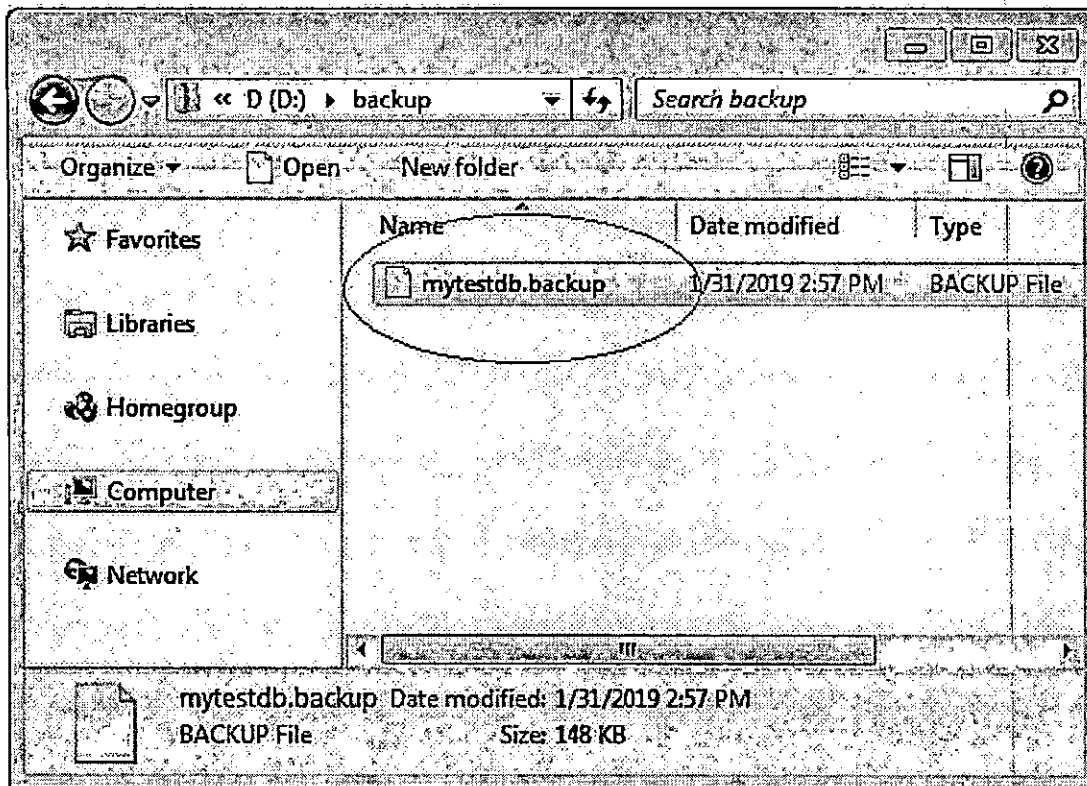 « D (D:) ▸ backup Search backup
Organize ▾ Open New folder
Name Date modified Type
Favorites
mytestdb.backup 1/31/2019 2:57 PM BACKUP File
Libraries
Homegroup
Computer
Network
mytestdb.backup Date modified: 1/31/2019 2:57 PM
BACKUP File Size: 148 KB